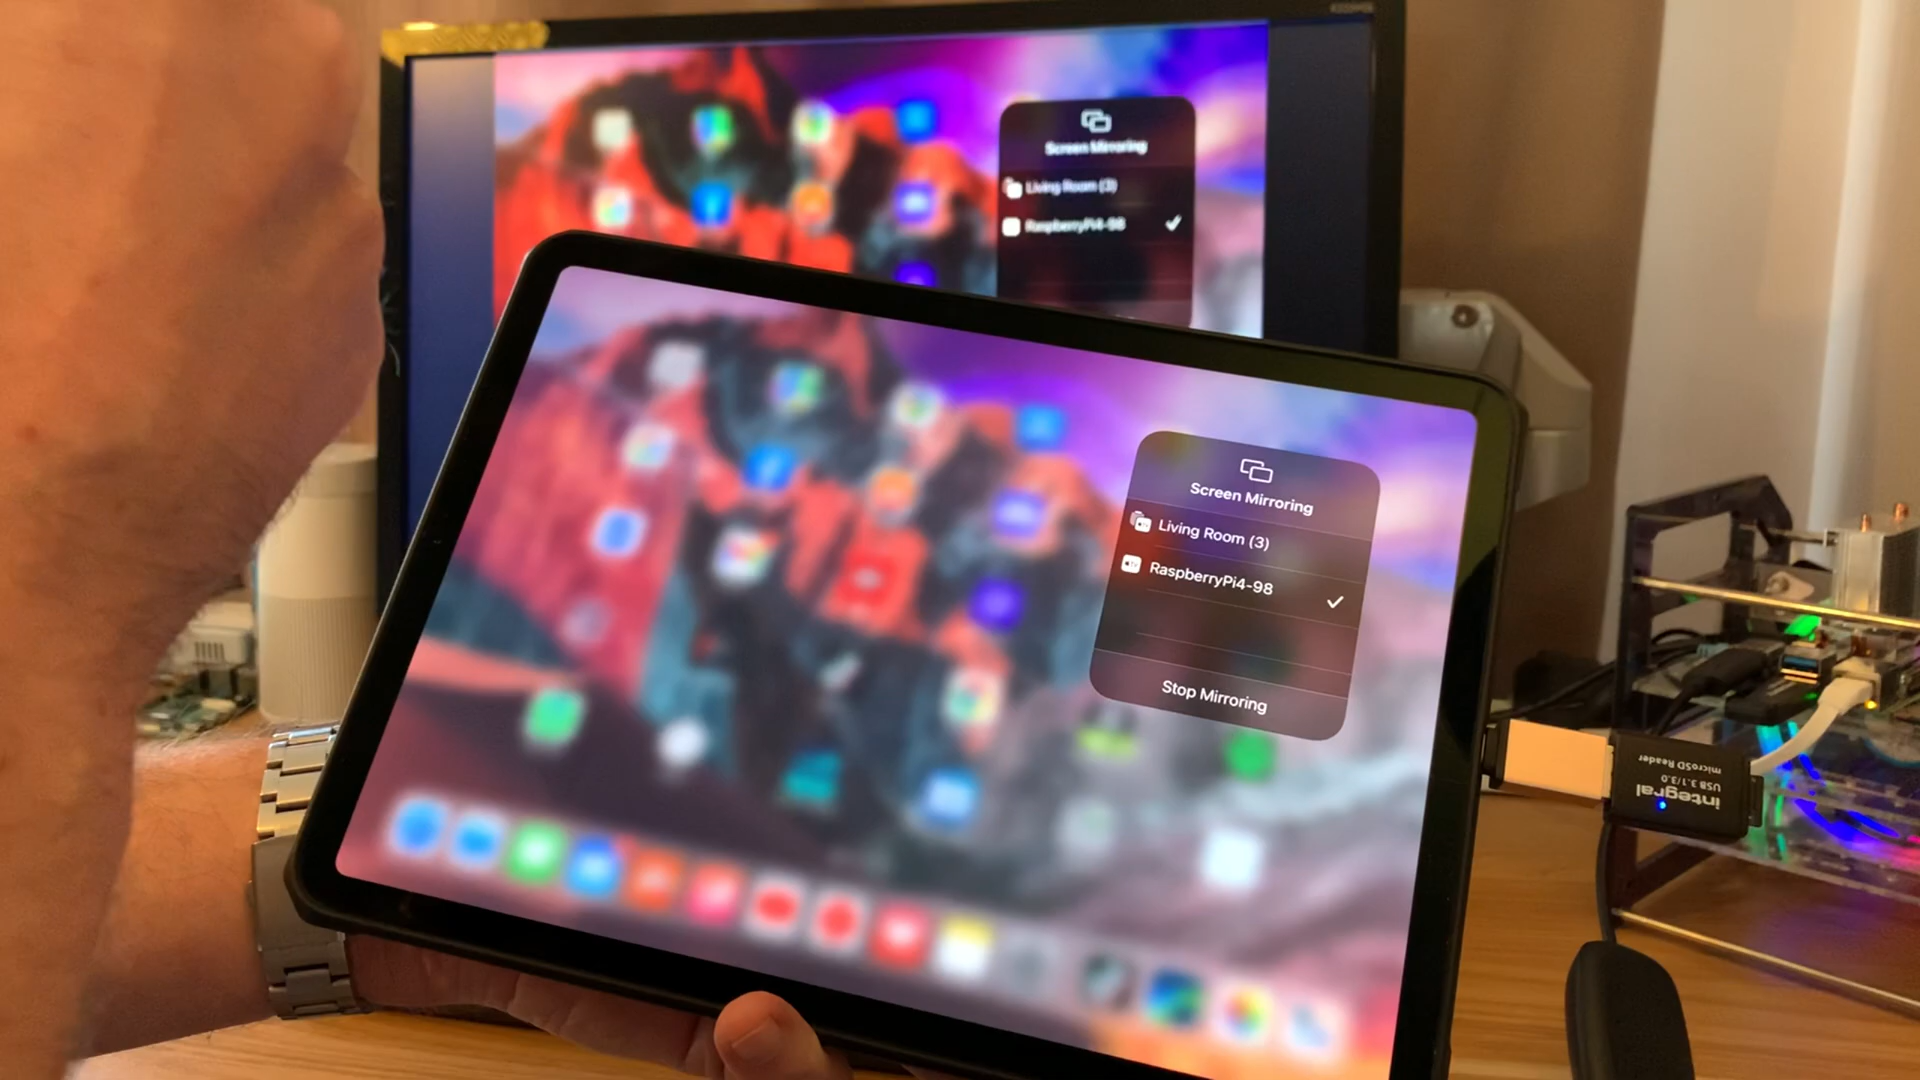 Screen Mirroring
Living Room (3)
RaspberryPi4-98
Screen Mirroring
Living Room (3)
RaspberryPi4-98
Stop Mirroring
integral
USB 3.1/3.0
microSD Reader